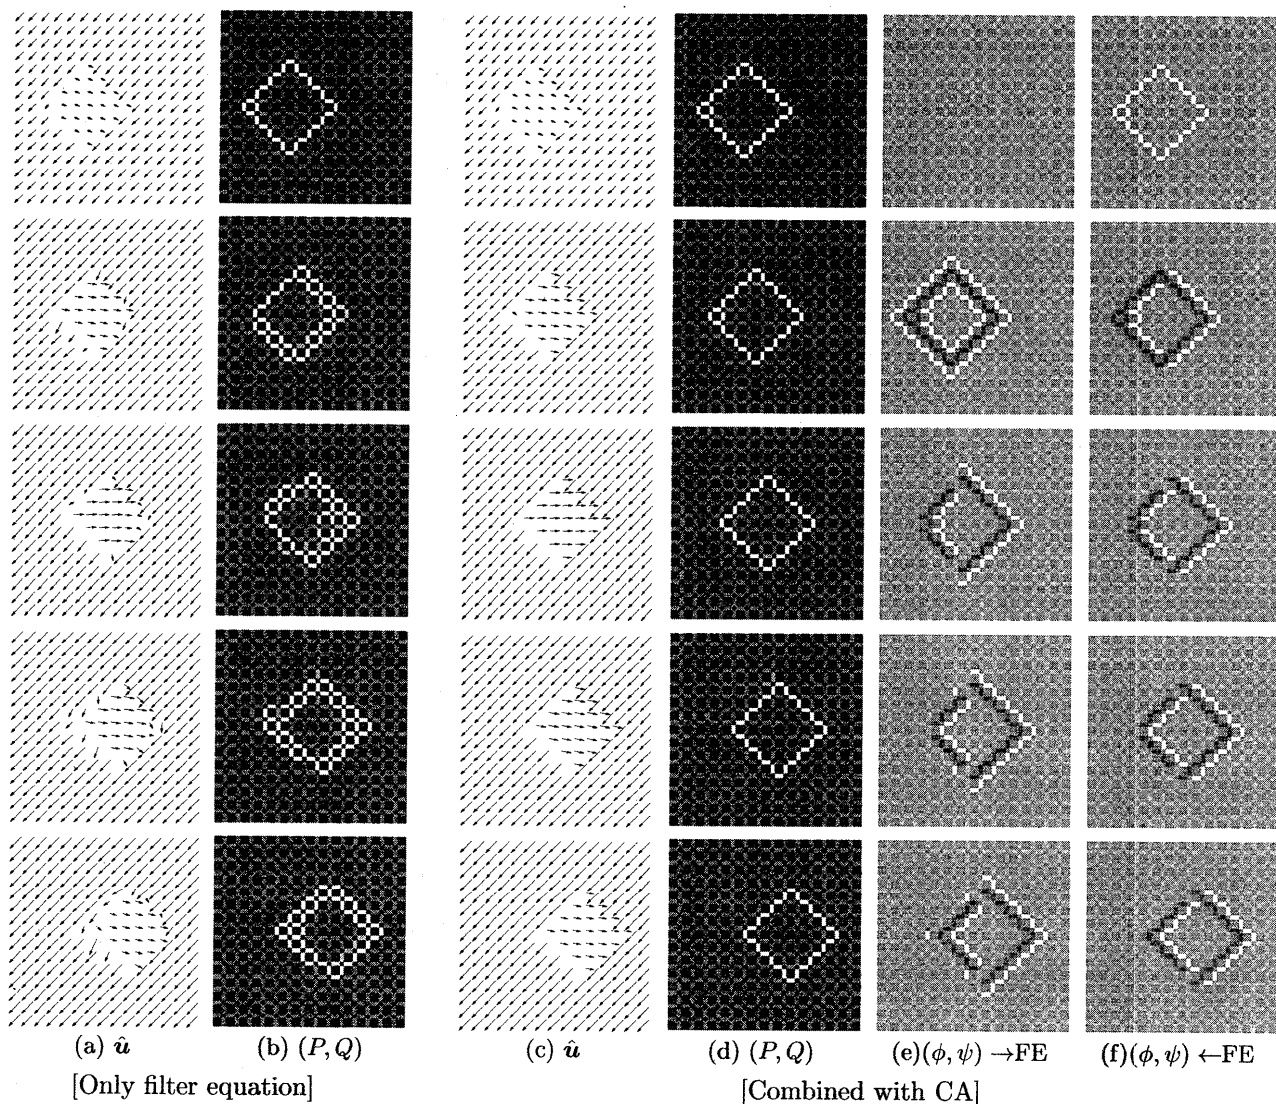 (a) û (b) (P, Q) (c) û (d) (P, Q) (e)(ϕ, ψ) →FE (f)(ϕ, ψ) ←FE
[Only filter equation] [Combined with CA]